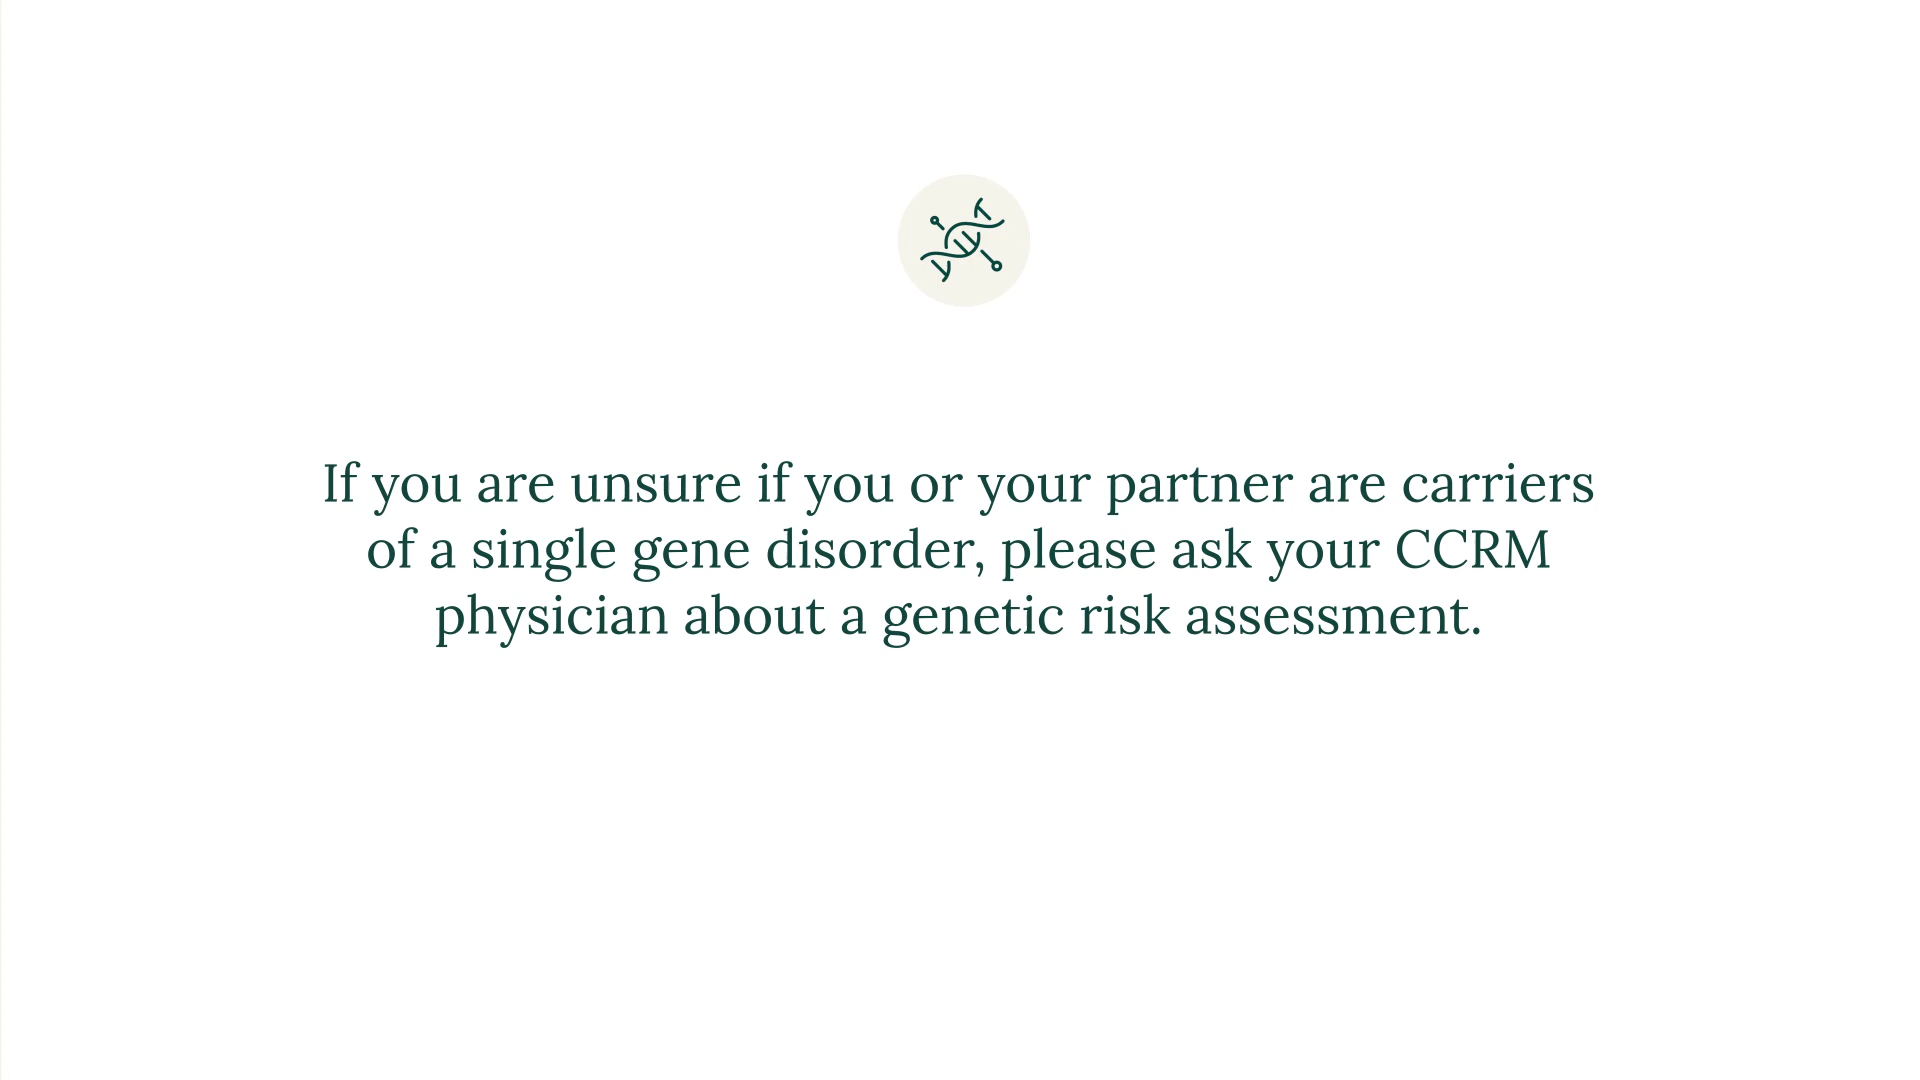 If you are unsure if you or your partner are carriers
of a single gene disorder, please ask your CCRM
physician about a genetic risk assessment.